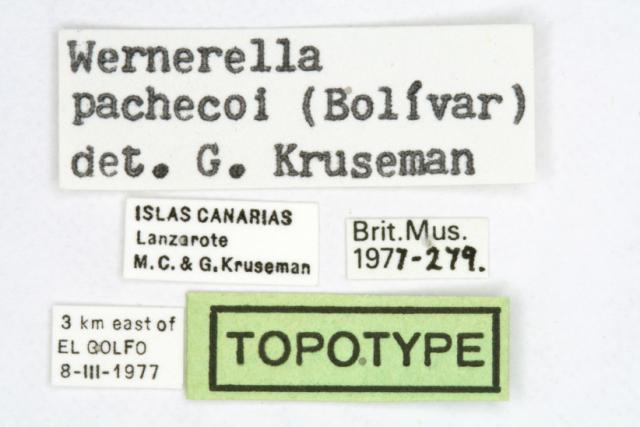 Wernerella
pachecoi (Bolívar)
det. G. Kruseman
ISLAS CANARIAS
Lanzarote
M.C. & G.Kruseman
Brit.Mus.
1977-279.
3 km east of
EL GOLFO
8-III-1977
TOPOTYPE